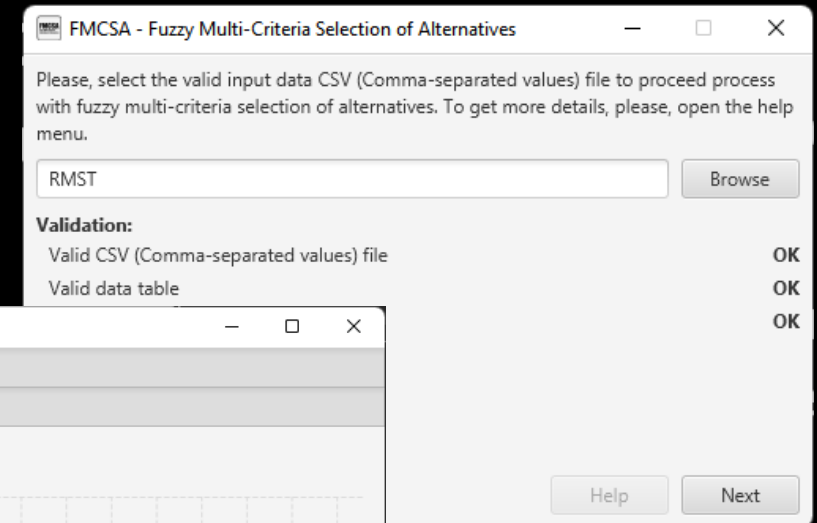 FMCSA - Fuzzy Multi-Criteria Selection of Alternatives
Please, select the valid input data CSV (Comma-separated values) file to proceed process
with fuzzy multi-criteria selection of alternatives. To get more details, please, open the help
menu.
RMST
Browse
Validation:
Valid CSV (Comma-separated values) file OK
Valid data table OK
OK
Help Next